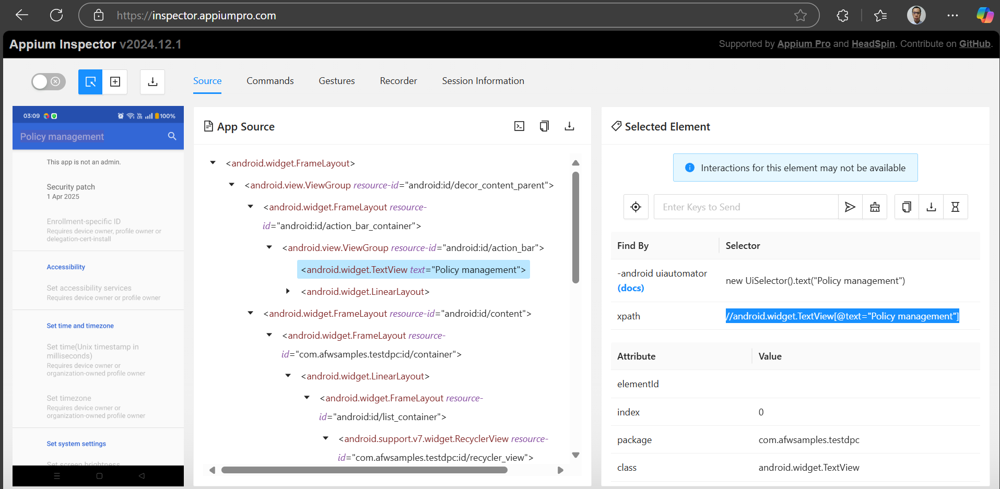 https://inspector.appiumpro.com
Appium Inspector v2024.12.1
Supported by Appium Pro and HeadSpin. Contribute on GitHub.
Source
Commands
Gestures
Recorder
Session Information
03:09
100%
Policy management
This app is not an admin.
Security patch
1 Apr 2025
Enrollment-specific ID
Requires device owner, profile owner or
delegation-cert-install
Accessibility
Set accessibility services
Requires device owner or profile owner
Set time and timezone
Set time(Unix timestamp in
milliseconds)
Requires device owner or
organization-owned profile owner
Set timezone
Requires device owner or
organization-owned profile owner
Set system settings
Set screen brightness
App Source
<android.widget.FrameLayout>
<android.view.ViewGroup resource-id="android:id/decor_content_parent">
<android.widget.FrameLayout resource-
id="android:id/action_bar_container">
<android.view.ViewGroup resource-id="android:id/action_bar">
<android.widget.TextView text="Policy management">
<android.widget.LinearLayout>
<android.widget.FrameLayout resource-id="android:id/content">
<android.widget.FrameLayout resource-
id="com.afwsamples.testdpc:id/container">
<android.widget.LinearLayout>
<android.widget.FrameLayout resource-
id="android:id/list_container">
<android.support.v7.widget.RecyclerView resource-
id="com.afwsamples.testdpc:id/recycler_view">
Selected Element
Interactions for this element may not be available
Enter Keys to Send
Find By
Selector
-android uiautomator
(docs)
new UiSelector().text("Policy management")
xpath
//android.widget.TextView[@text="Policy management"]
Attribute
Value
elementId
index
0
package
com.afwsamples.testdpc
class
android.widget.TextView